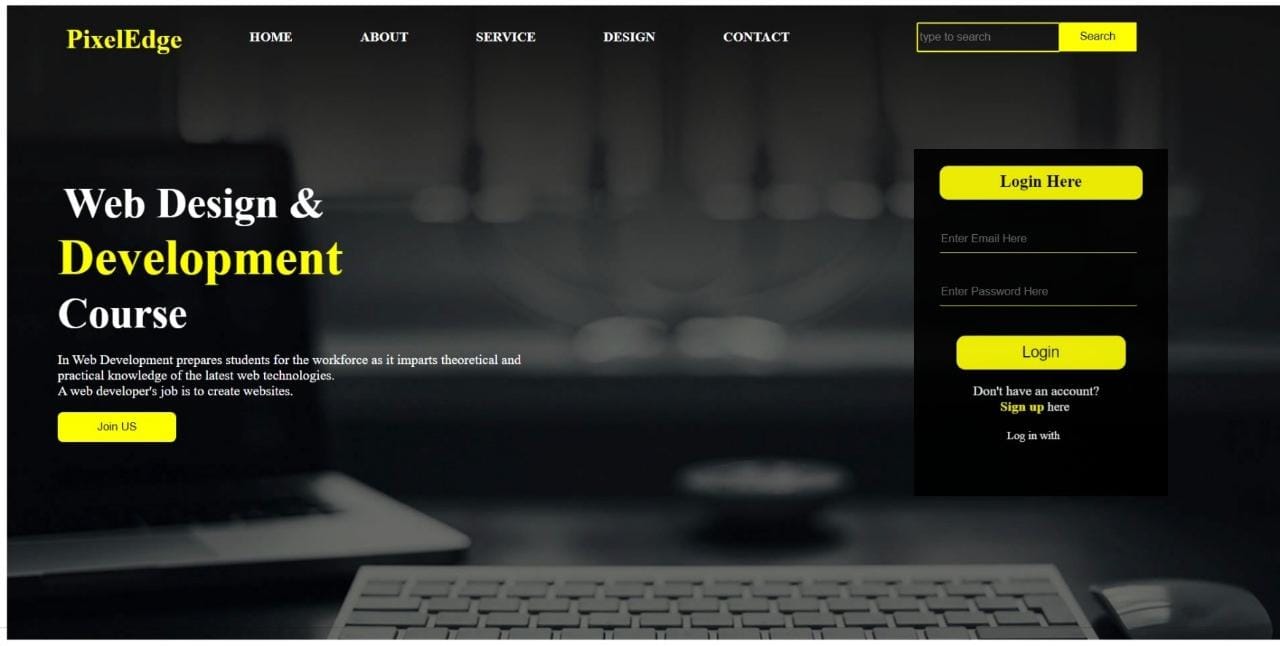 PixelEdge
HOME
ABOUT
SERVICE
DESIGN
CONTACT
type to search
Search
Web Design &
Development
Course
In Web Development prepares students for the workforce as it imparts theoretical and
practical knowledge of the latest web technologies.
A web developer's job is to create websites.
Join US
Login Here
Enter Email Here
Enter Password Here
Login
Don't have an account?
Sign up here
Log in with